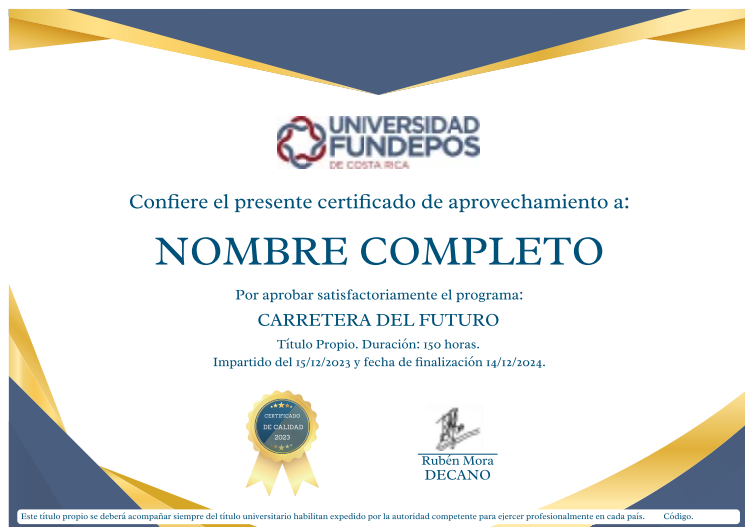 UNIVERSIDAD
FUNDEPOS
DE COSTA RICA
Confiere el presente certificado de aprovechamiento a:
NOMBRE COMPLETO
Por aprobar satisfactoriamente el programa:
CARRETERA DEL FUTURO
Título Propio. Duración: 150 horas.
Impartido del 15/12/2023 y fecha de finalización 14/12/2024.
CERTIFICADO
DE CALIDAD
2023
Rubén Mora
DECANO
Este título propio se deberá acompañar siempre del título universitario habilitan expedido por la autoridad competente para ejercer profesionalmente en cada país. Código.